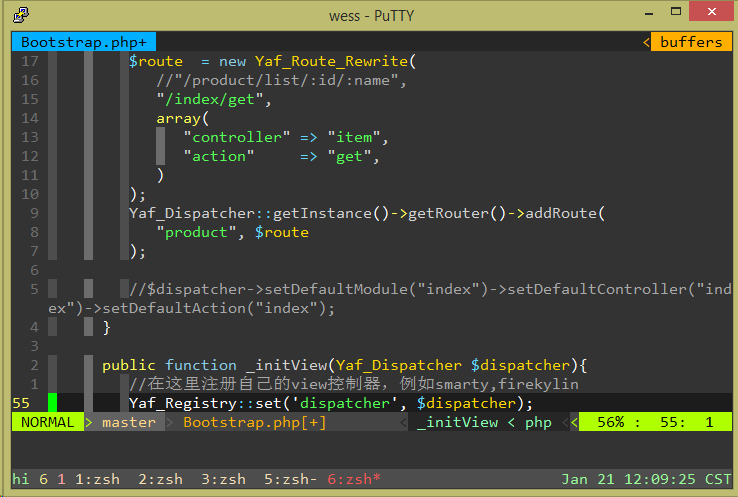 wess - PuTTY
Bootstrap.php+ < buffers
17 $route  = new Yaf_Route_Rewrite(
16 //"/product/list/:id/:name",
15 "/index/get",
14 array(
13 "controller" => "item",
12 "action"     => "get",
11 )
10 );
9 Yaf_Dispatcher::getInstance()->getRouter()->addRoute(
8 "product", $route
7 );
6
5 //$dispatcher->setDefaultModule("index")->setDefaultController("ind
ex")->setDefaultAction("index");
4 }
3
2 public function _initView(Yaf_Dispatcher $dispatcher){
1 //在这里注册自己的view控制器，例如smarty,firekylin
55 Yaf_Registry::set('dispatcher', $dispatcher);
NORMAL > master > Bootstrap.php[+] < _initView < php << 56% :  55:  1
hi 6 1 1:zsh  2:zsh  3:zsh  5:zsh- 6:zsh* Jan 21 12:09:25 CST